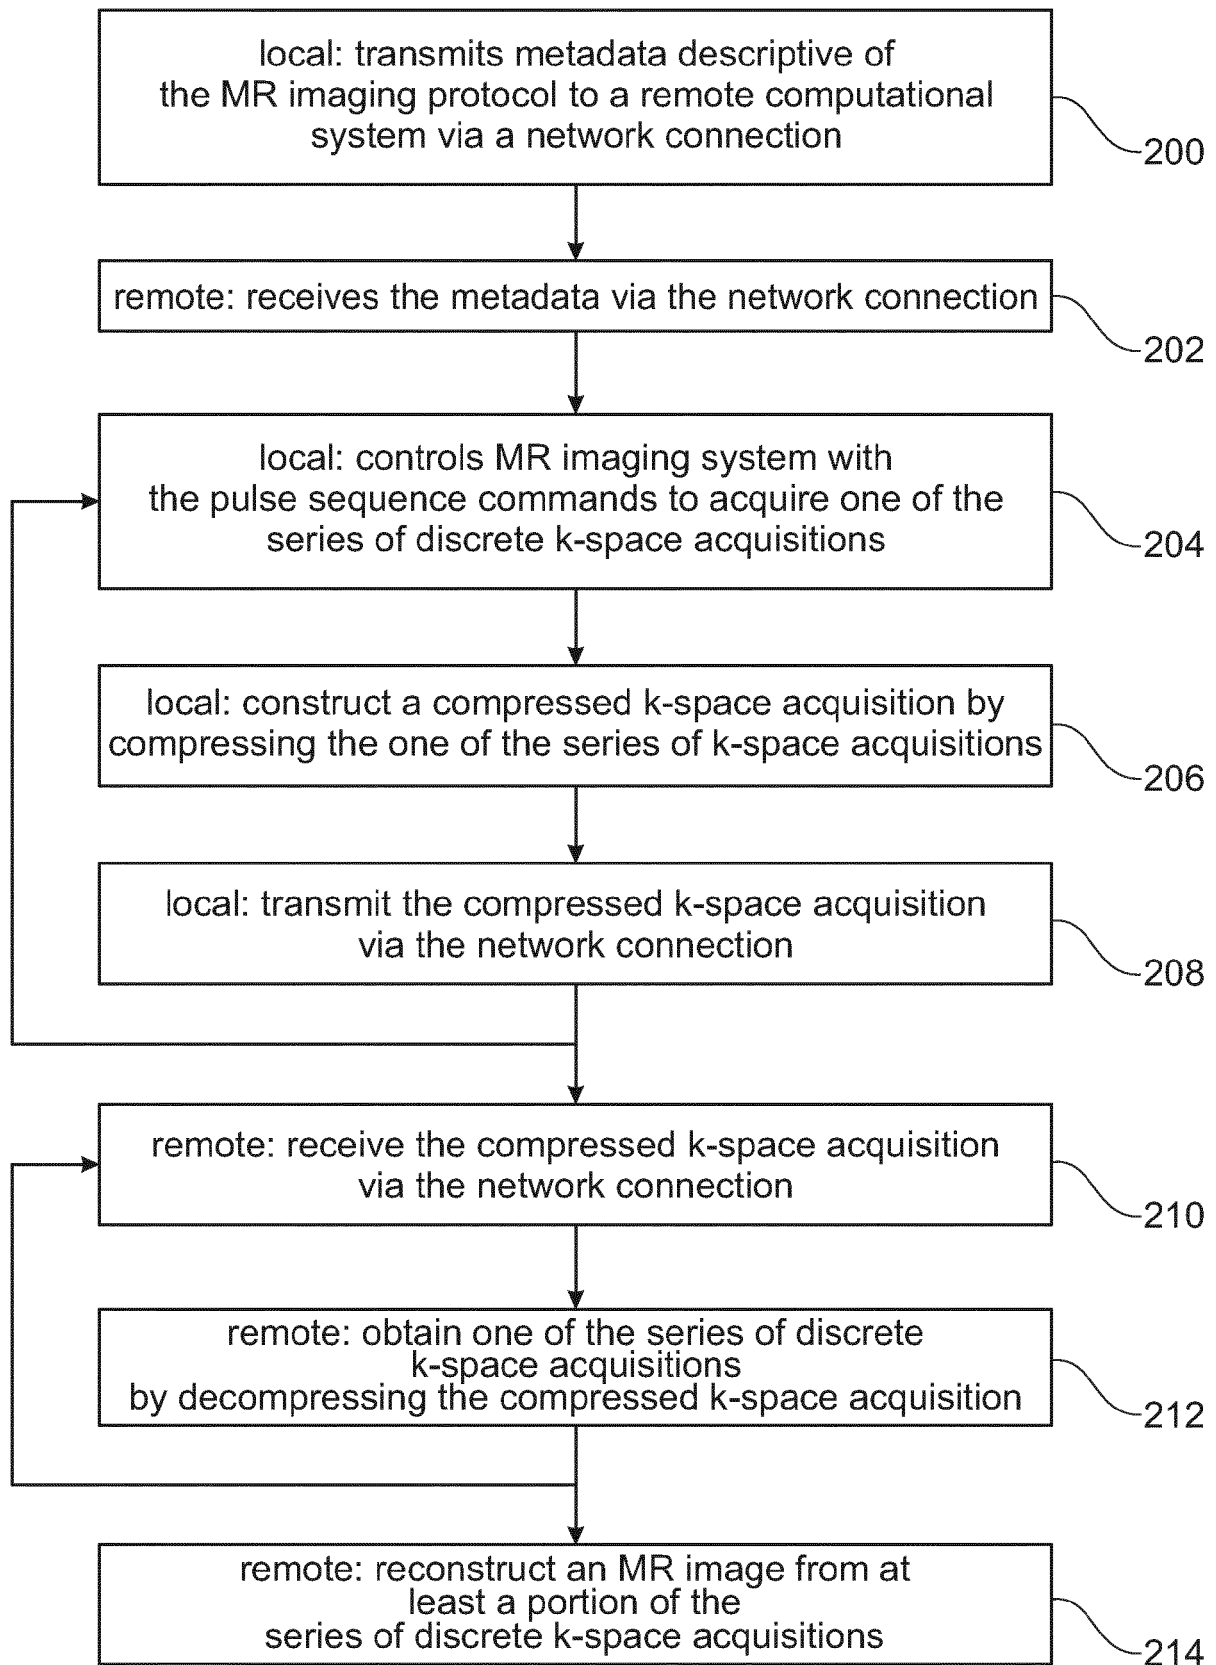 local: transmits metadata descriptive of
the MR imaging protocol to a remote computational
system via a network connection
200
remote: receives the metadata via the network connection
202
local: controls MR imaging system with
the pulse sequence commands to acquire one of the
series of discrete k-space acquisitions
204
local: construct a compressed k-space acquisition by
compressing the one of the series of k-space acquisitions
206
local: transmit the compressed k-space acquisition
via the network connection
208
remote: receive the compressed k-space acquisition
via the network connection
210
remote: obtain one of the series of discrete
k-space acquisitions
by decompressing the compressed k-space acquisition
212
remote: reconstruct an MR image from at
least a portion of the
series of discrete k-space acquisitions
214